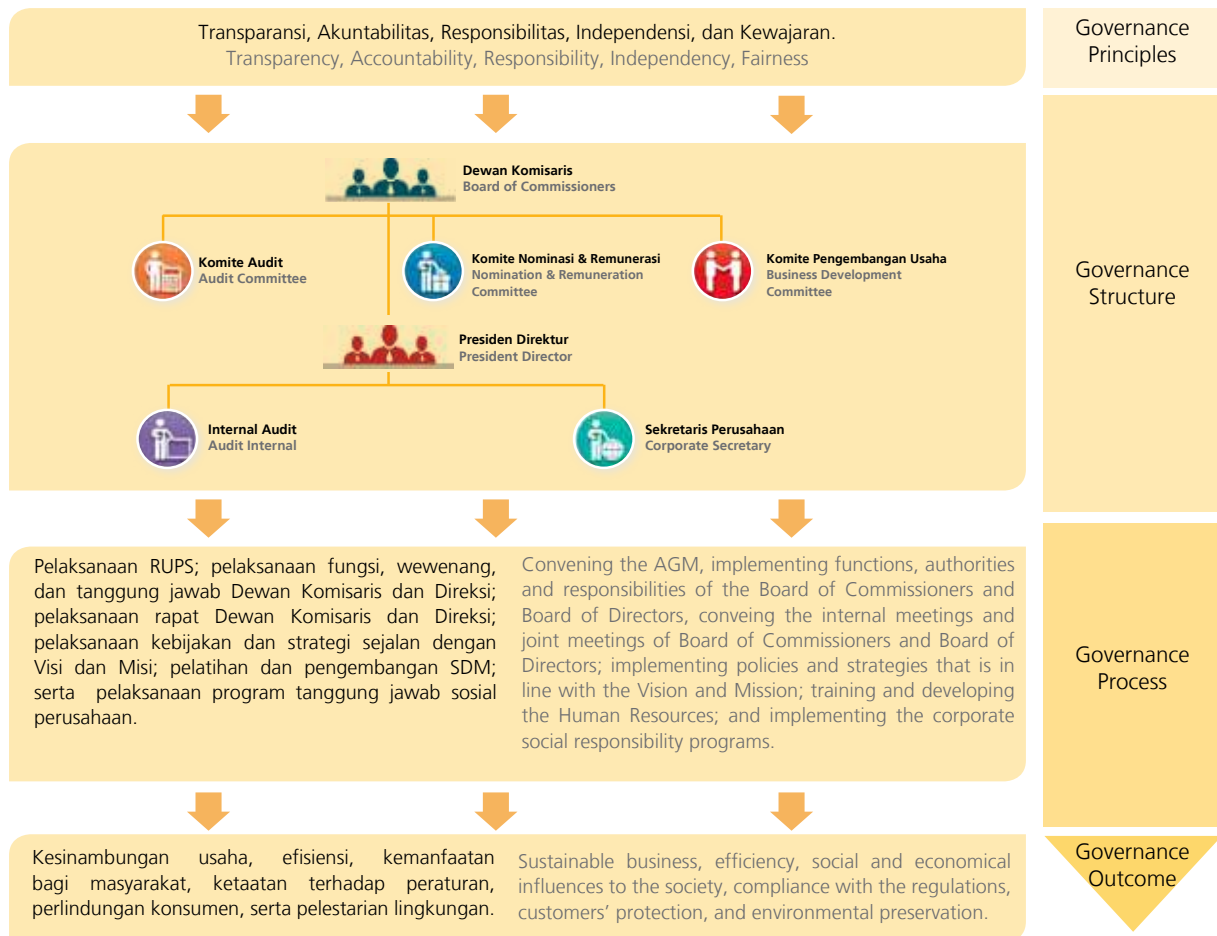 Transparansi, Akuntabilitas, Responsibilitas, Independensi, dan Kewajaran.
Transparency, Accountability, Responsibility, Independency, Fairness
Governance
Principles
Dewan Komisaris
Board of Commissioners
Komite Audit
Audit Committee
Komite Nominasi & Remunerasi
Nomination & Remuneration
Committee
Komite Pengembangan Usaha
Business Development
Committee
Presiden Direktur
President Director
Internal Audit
Audit Internal
Sekretaris Perusahaan
Corporate Secretary
Governance
Structure
Pelaksanaan RUPS; pelaksanaan fungsi, wewenang,
dan tanggung jawab Dewan Komisaris dan Direksi;
pelaksanaan rapat Dewan Komisaris dan Direksi;
pelaksanaan kebijakan dan strategi sejalan dengan
Visi dan Misi; pelatihan dan pengembangan SDM;
serta pelaksanaan program tanggung jawab sosial
perusahaan.
Convening the AGM, implementing functions, authorities
and responsibilities of the Board of Commissioners and
Board of Directors, conveing the internal meetings and
joint meetings of Board of Commissioners and Board of
Directors; implementing policies and strategies that is in
line with the Vision and Mission; training and developing
the Human Resources; and implementing the corporate
social responsibility programs.
Governance
Process
Kesinambungan usaha, efisiensi, kemanfaatan
bagi masyarakat, ketaatan terhadap peraturan,
perlindungan konsumen, serta pelestarian lingkungan.
Sustainable business, efficiency, social and economical
influences to the society, compliance with the regulations,
customers' protection, and environmental preservation.
Governance
Outcome